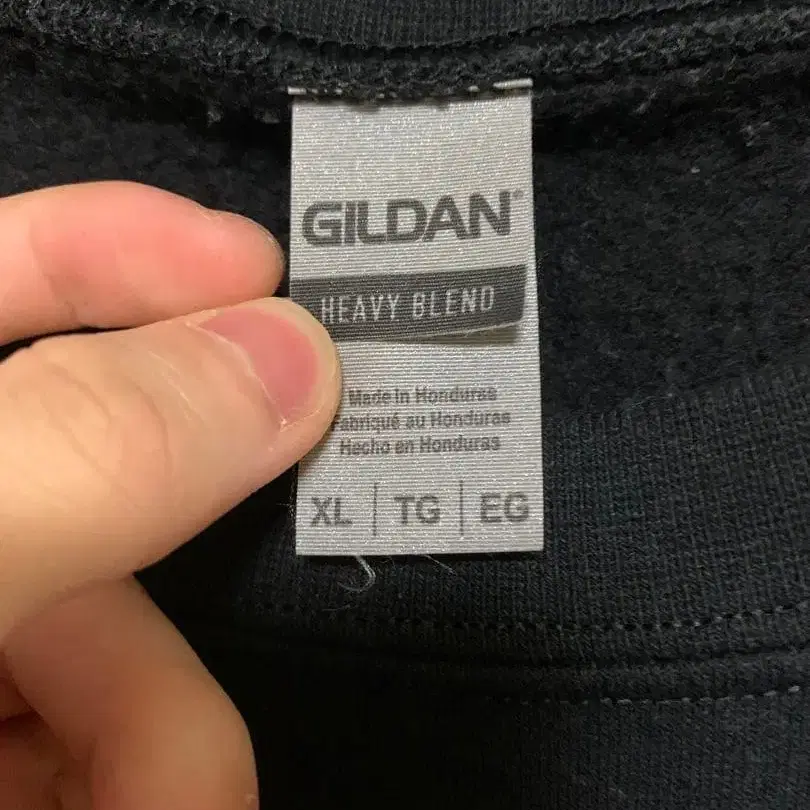 GILDAN®
HEAVY BLEND
Made in Honduras
Fabriqué au Honduras
Hecho en Honduras
XL | TG | EG